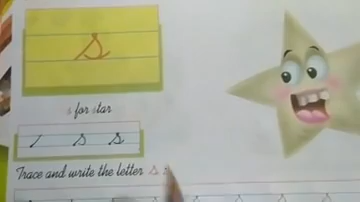 s
s for star
s s
Trace and write the letter s :